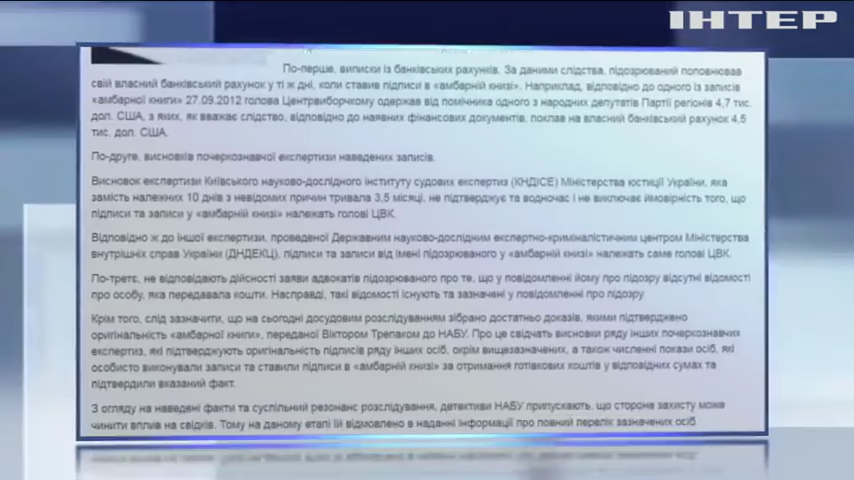 ІНТЕР
По-перше, виписки із банківських рахунків. За даними слідства, підозрюваний поповнював
свій власний банківський рахунок у ті ж дні, коли ставив підписи в «амбарній книзі». Наприклад, відповідно до одного із записів
«амбарної книги» 27.09.2012 голова Центрвиборчкому одержав від помічника одного з народних депутатів Партії регіонів 4,7 тис.
дол. США, з яких, як вважає слідство, відповідно до наявних фінансових документів, поклав на власний банківський рахунок 4,5
тис. дол. США.
По-друге, висновків почеркознавчої експертизи наведених записів.
Висновок експертизи Київського науково-дослідного інституту судових експертиз (КНДІСЕ) Міністерства юстиції України, яка
замість належних 10 днів з невідомих причин тривала 3,5 місяці, не підтверджує та водночас і не виключає ймовірність того, що
підписи та записи у «амбарній книзі» належать голові ЦВК.
Відповідно ж до іншої експертизи, проведеної Державним науково-дослідним експертно-криміналістичним центром Міністерства
внутрішніх справ України (ДНДЕКЦ), підписи та записи від імені підозрюваного у «амбарній книзі» належать саме голові ЦВК.
По-третє, не відповідають дійсності заяви адвокатів підозрюваного про те, що у повідомленні йому про підозру відсутні відомості
про особу, яка передавала кошти. Насправді, такі відомості існують та зазначені у повідомленні про підозру.
Крім того, слід зазначити, що на сьогодні досудовим розслідуванням зібрано достатньо доказів, якими підтверджено
оригінальність «амбарної книги», переданої Віктором Трепаком до НАБУ. Про це свідчать висновки ряду інших почеркознавчих
експертиз, які підтверджують оригінальність підписів ряду інших осіб, окрім вищезазначених, а також численні покази осіб, які
особисто виконували записи та ставили підписи в «амбарній книзі» за отримання готівкових коштів у відповідних сумах та
підтвердили вказаний факт.
З огляду на наведені факти та суспільний резонанс розслідування, детективи НАБУ припускають, що сторона захисту може
чинити вплив на свідків. Тому на даному етапі їй відмовлено в наданні інформації про повний перелік зазначених осіб.